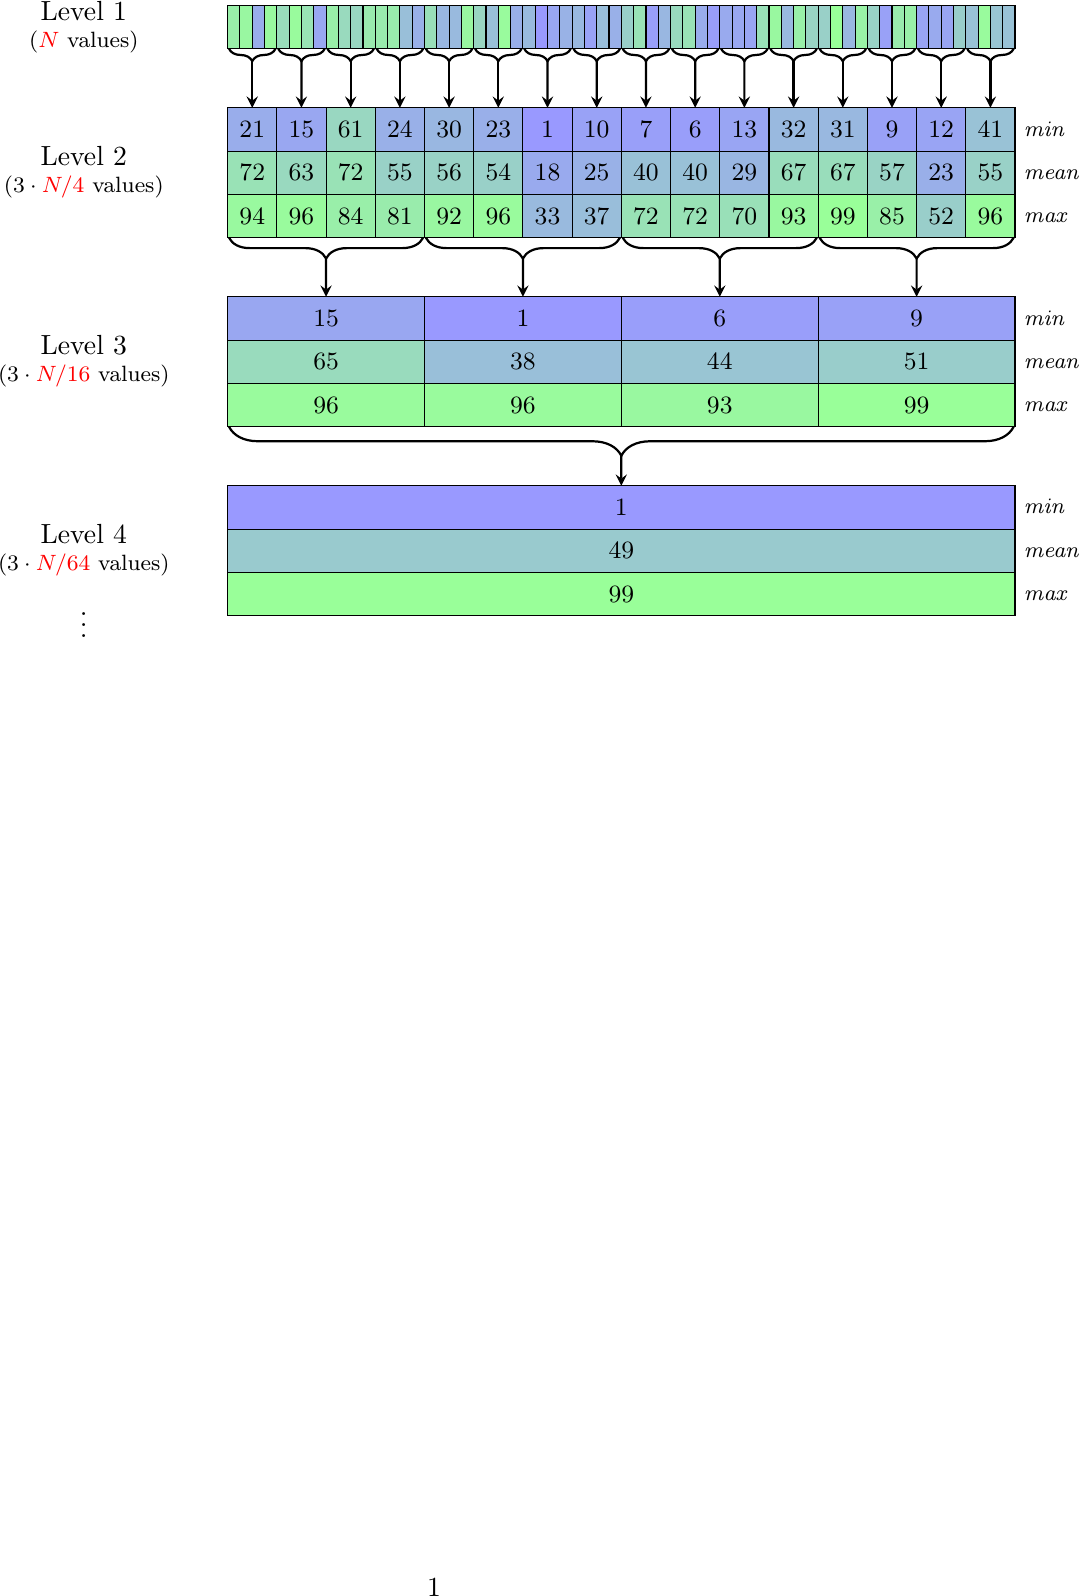 Level 1
(N values)
21 15 61 24 30 23 1 10 7 6 13 32 31 9 12 41 min
Level 2
72 63 72 55 56 54 18 25 40 40 29 67 67 57 23 55 mean
(3 · N/4 values)
94 96 84 81 92 96 33 37 72 72 70 93 99 85 52 96 max
15 1 6 9 min
Level 3
65 38 44 51 mean
(3 · N/16 values)
96 96 93 99 max
1 min
Level 4
49 mean
(3 · N/64 values)
99 max
⋮
1